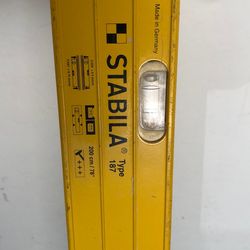 STABILA®
Type
187
200 cm / 78"
+++
Made in Germany